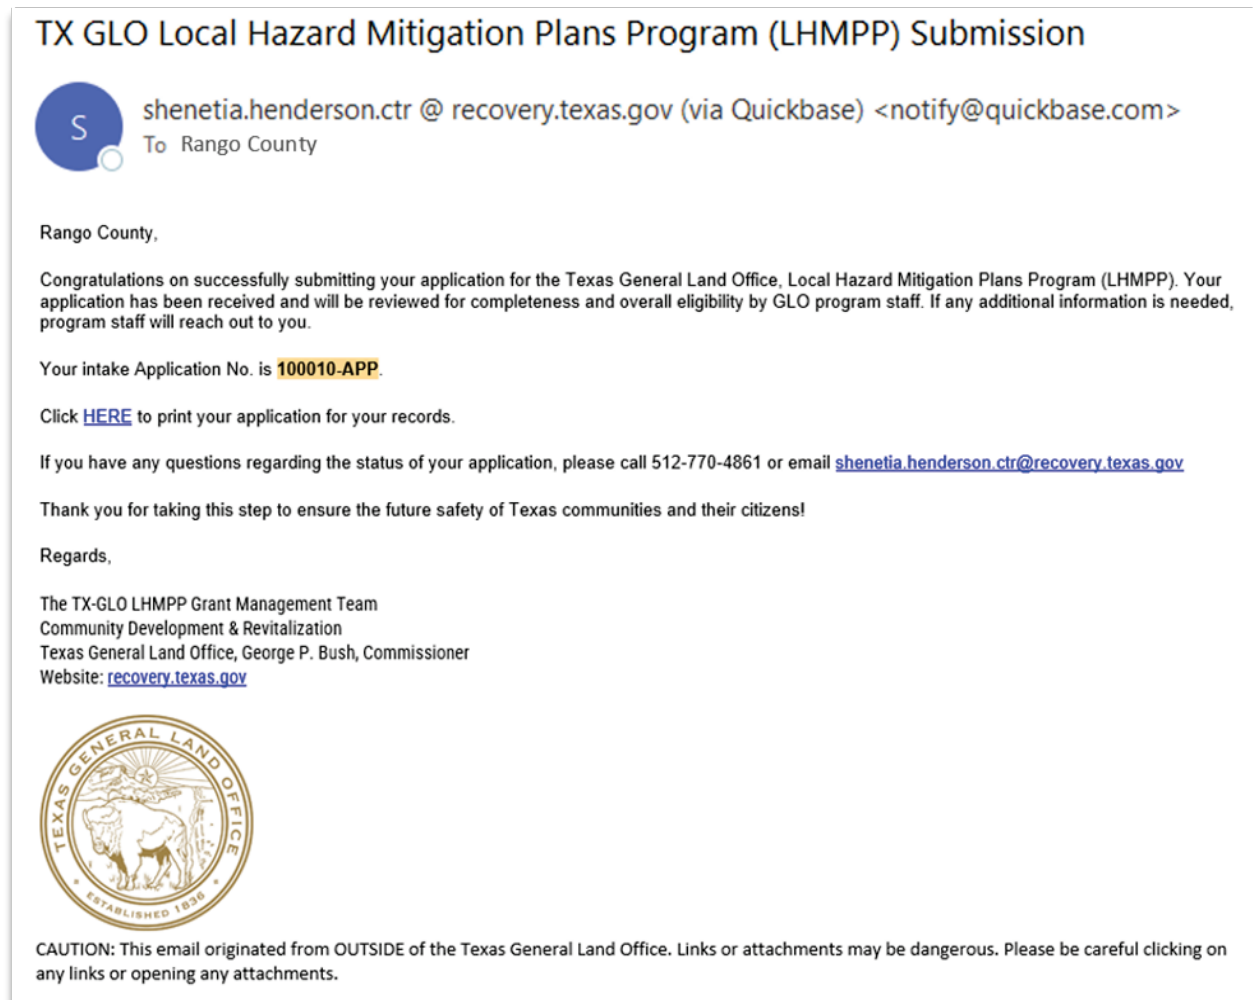 TX GLO Local Hazard Mitigation Plans Program (LHMPP) Submission
S
shenetia.henderson.ctr @ recovery.texas.gov (via Quickbase) <notify@quickbase.com>
To Rango County
Rango County,
Congratulations on successfully submitting your application for the Texas General Land Office, Local Hazard Mitigation Plans Program (LHMPP). Your
application has been received and will be reviewed for completeness and overall eligibility by GLO program staff. If any additional information is needed,
program staff will reach out to you.
Your intake Application No. is 100010-APP.
Click HERE to print your application for your records.
If you have any questions regarding the status of your application, please call 512-770-4861 or email shenetia.henderson.ctr@recovery.texas.gov
Thank you for taking this step to ensure the future safety of Texas communities and their citizens!
Regards,
The TX-GLO LHMPP Grant Management Team
Community Development & Revitalization
Texas General Land Office, George P. Bush, Commissioner
Website: recovery.texas.gov
TEXAS GENERAL LAND OFFICE
ESTABLISHED 1836
CAUTION: This email originated from OUTSIDE of the Texas General Land Office. Links or attachments may be dangerous. Please be careful clicking on
any links or opening any attachments.